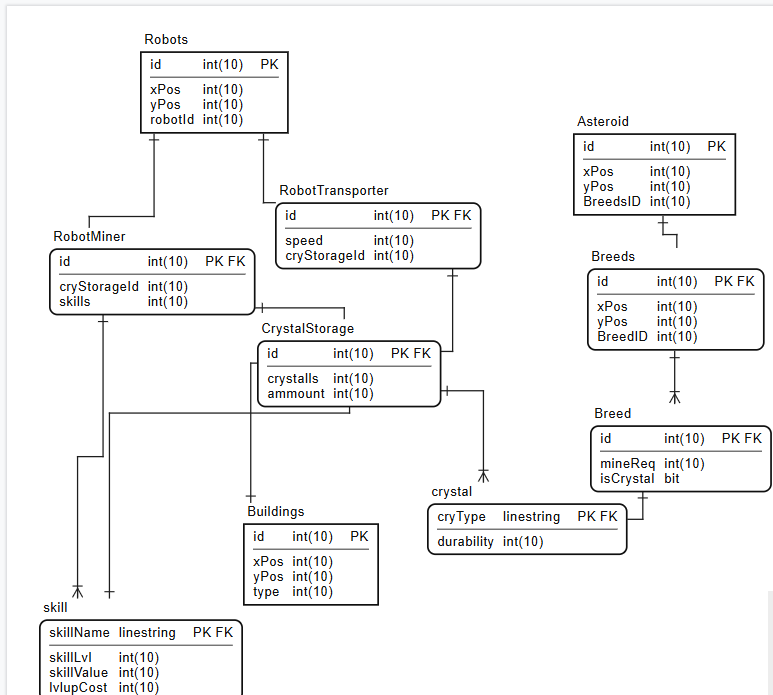 Robots
id int(10) PK
xPos int(10)
yPos int(10)
robotId int(10)
Asteroid
id int(10) PK
xPos int(10)
yPos int(10)
BreedsID int(10)
RobotTransporter
id int(10) PK FK
speed int(10)
cryStorageId int(10)
RobotMiner
id int(10) PK FK
cryStorageId int(10)
skills int(10)
Breeds
id int(10) PK FK
xPos int(10)
yPos int(10)
BreedID int(10)
CrystalStorage
id int(10) PK FK
crystalls int(10)
ammount int(10)
Breed
id int(10) PK FK
mineReq int(10)
isCrystal bit
crystal
cryType linestring PK FK
durability int(10)
Buildings
id int(10) PK
xPos int(10)
yPos int(10)
type int(10)
skill
skillName linestring PK FK
skillLvl int(10)
skillValue int(10)
lvlupCost int(10)